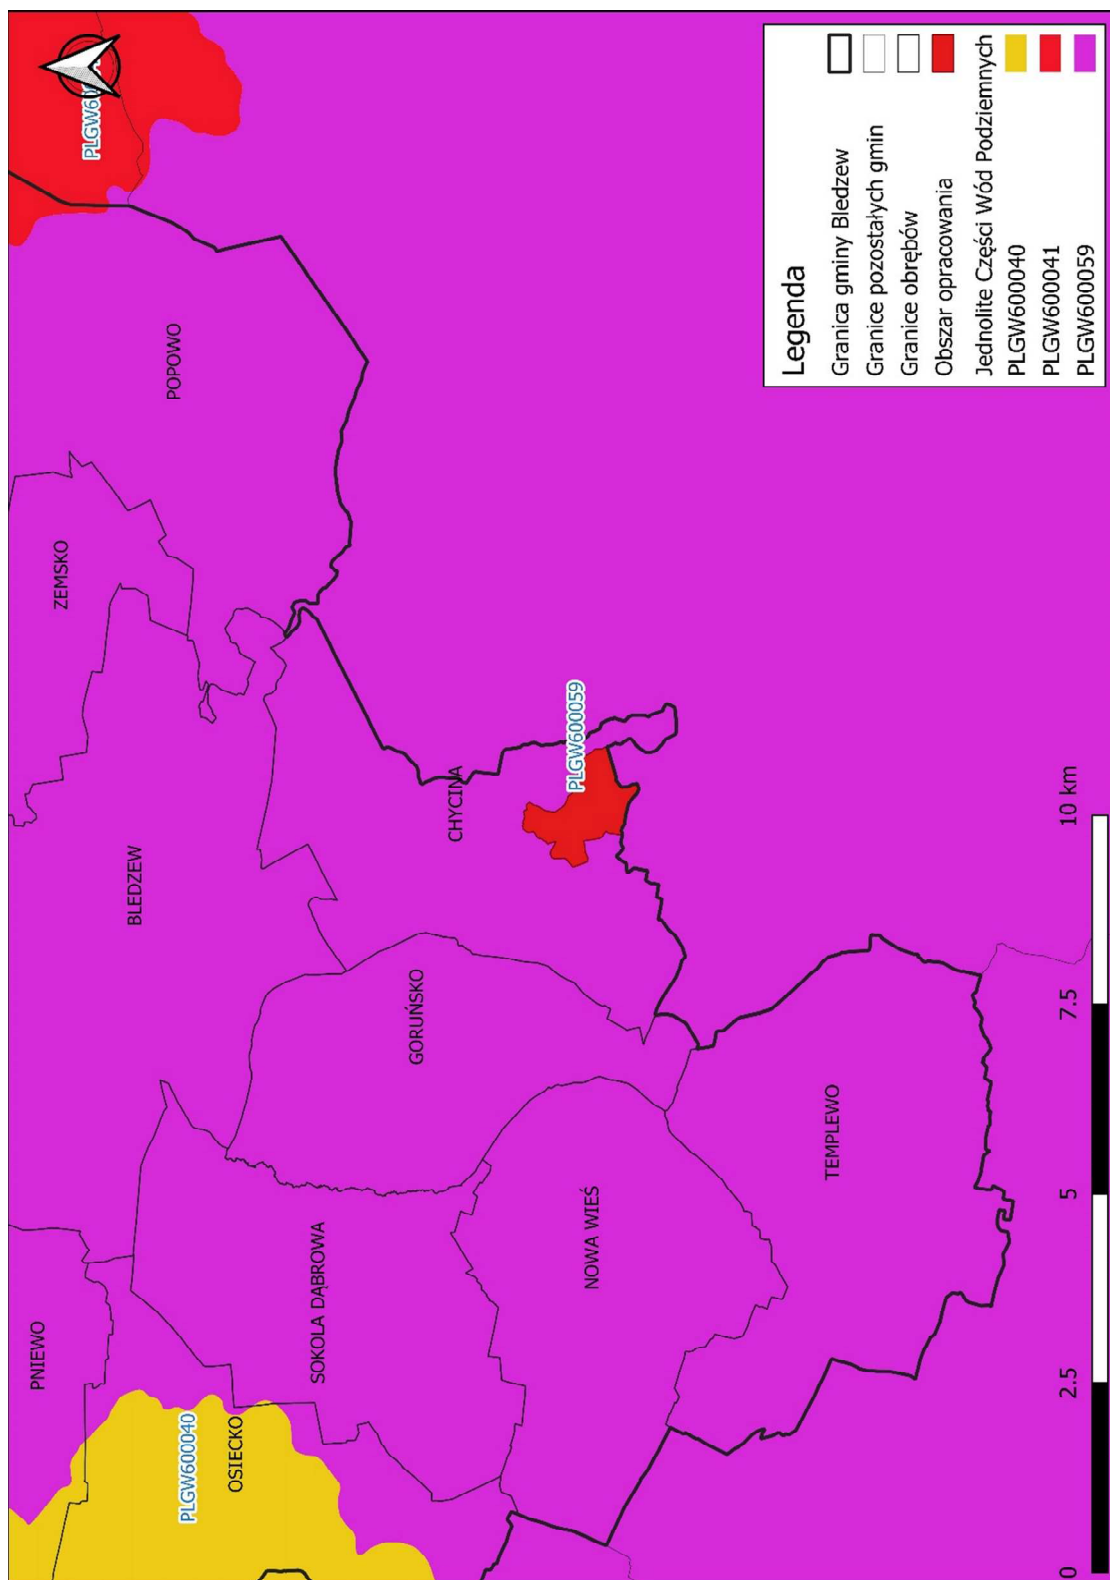 PNIEWO
ZEMSKO
BLEDZEW
POPOWO
PLGW600040
OSIECKO
SOKOLA DĄBROWA
GORUŃSKO
CHYCINA
PLGW600059
NOWA WIEŚ
TEMPLEWO
Legenda
Granica gminy Bledzew
Granice pozostałych gmin
Granice obrębów
Obszar opracowania
Jednolite Części Wód Podziemnych
PLGW600040
PLGW600041
PLGW600059
0 2.5 5 7.5 10 km